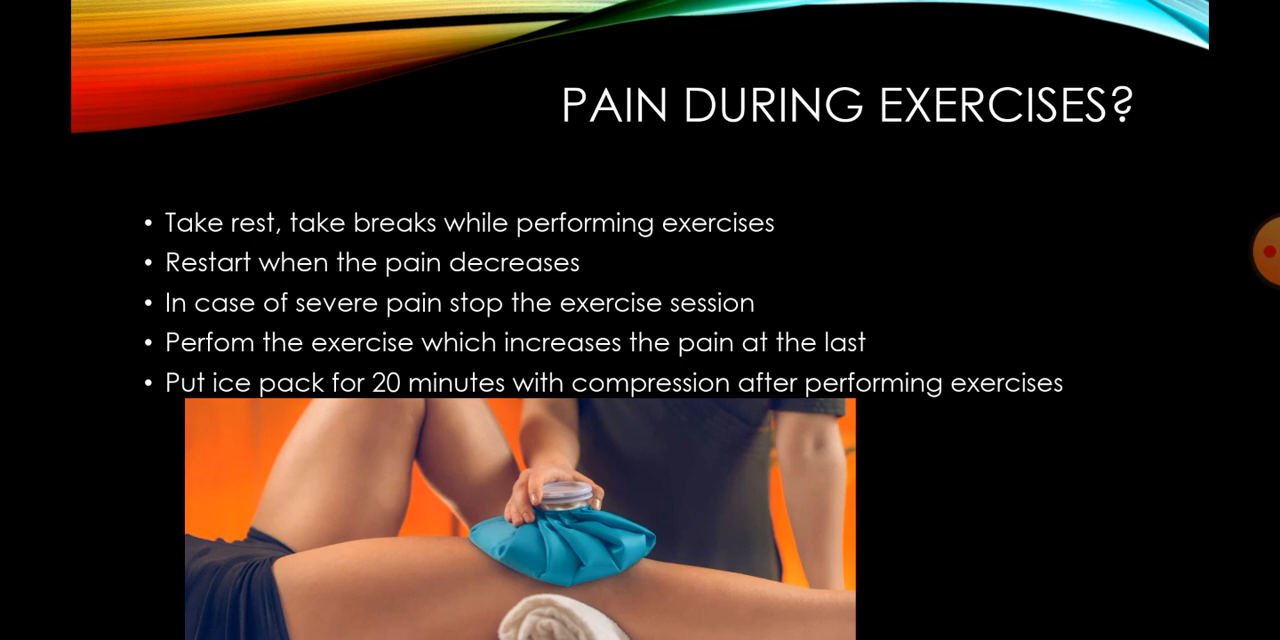 PAIN DURING EXERCISES?
• Take rest, take breaks while performing exercises
• Restart when the pain decreases
• In case of severe pain stop the exercise session
• Perfom the exercise which increases the pain at the last
• Put ice pack for 20 minutes with compression after performing exercises